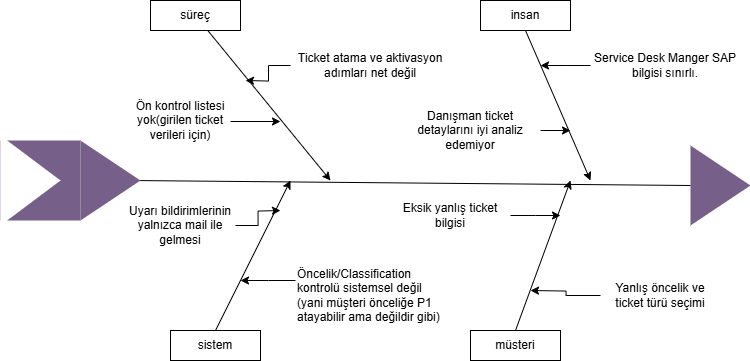 süreç
insan
Ticket atama ve aktivasyon
adımları net değil
Service Desk Manger SAP
bilgisi sınırlı.
Ön kontrol listesi
yok(girilen ticket
verileri için)
Danışman ticket
detaylarını iyi analiz
edemiyor
Uyarı bildirimlerinin
yalnızca mail ile
gelmesi
Eksik yanlış ticket
bilgisi
Öncelik/Classification
kontrolü sistemsel değil
(yani müşteri önceliğe P1
atayabilir ama değildir gibi)
Yanlış öncelik ve
ticket türü seçimi
sistem
müsteri